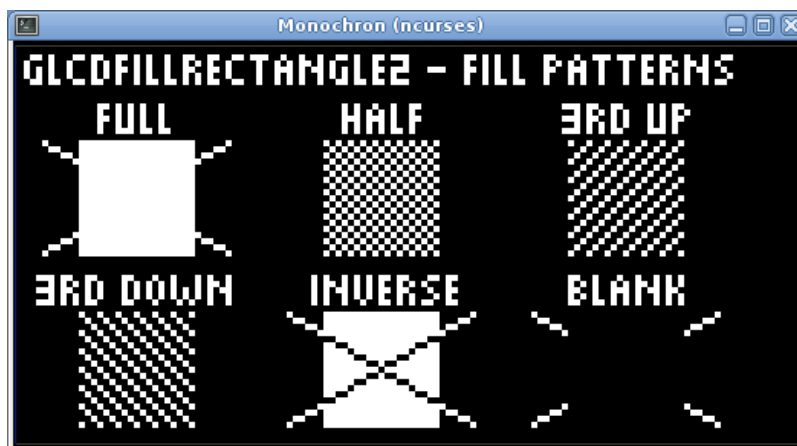 Monochron (ncurses)
GLCDFILLRECTANGLE2 – FILL PATTERNS
FULL HALF 3RD UP
3RD DOWN INVERSE BLANK